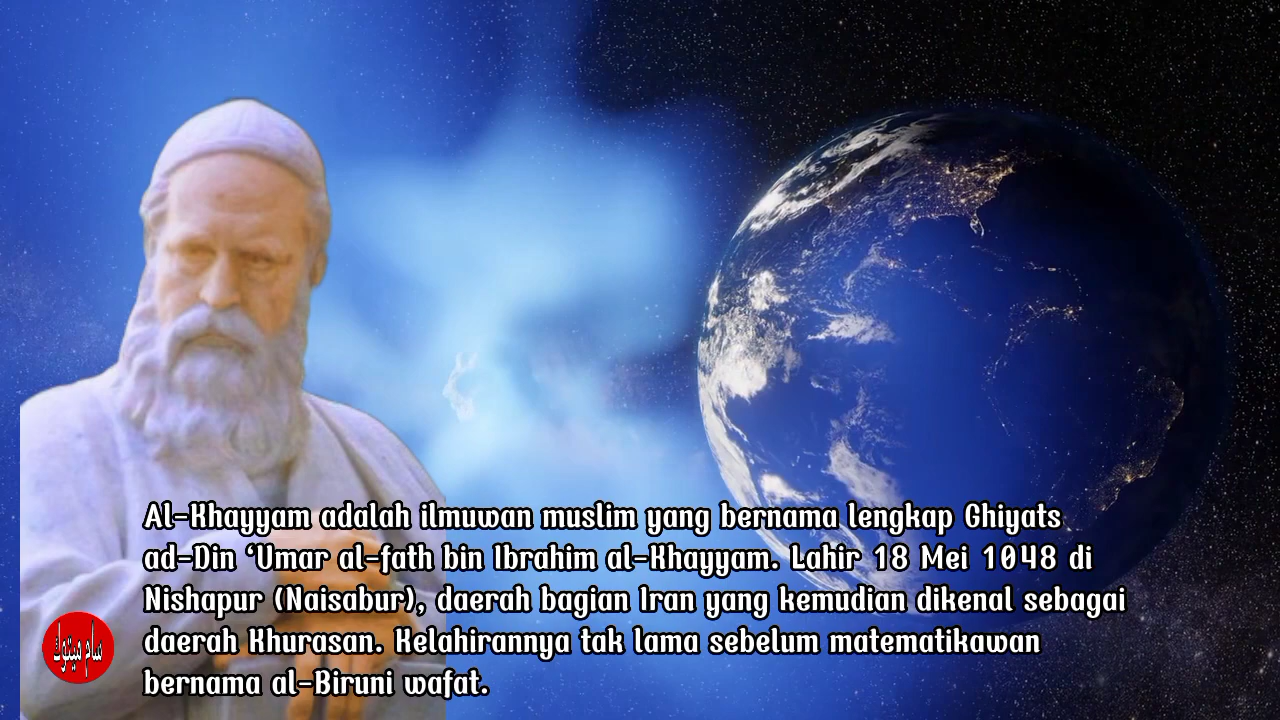 Al-Khayyam adalah ilmuwan muslim yang bernama lengkap Ghiyats
ad-Din ‘Umar al-fath bin Ibrahim al-Khayyam. Lahir 18 Mei 1048 di
Nishapur (Naisabur), daerah bagian Iran yang kemudian dikenal sebagai
daerah Khurasan. Kelahirannya tak lama sebelum matematikawan
bernama al-Biruni wafat.
سام ميتوك